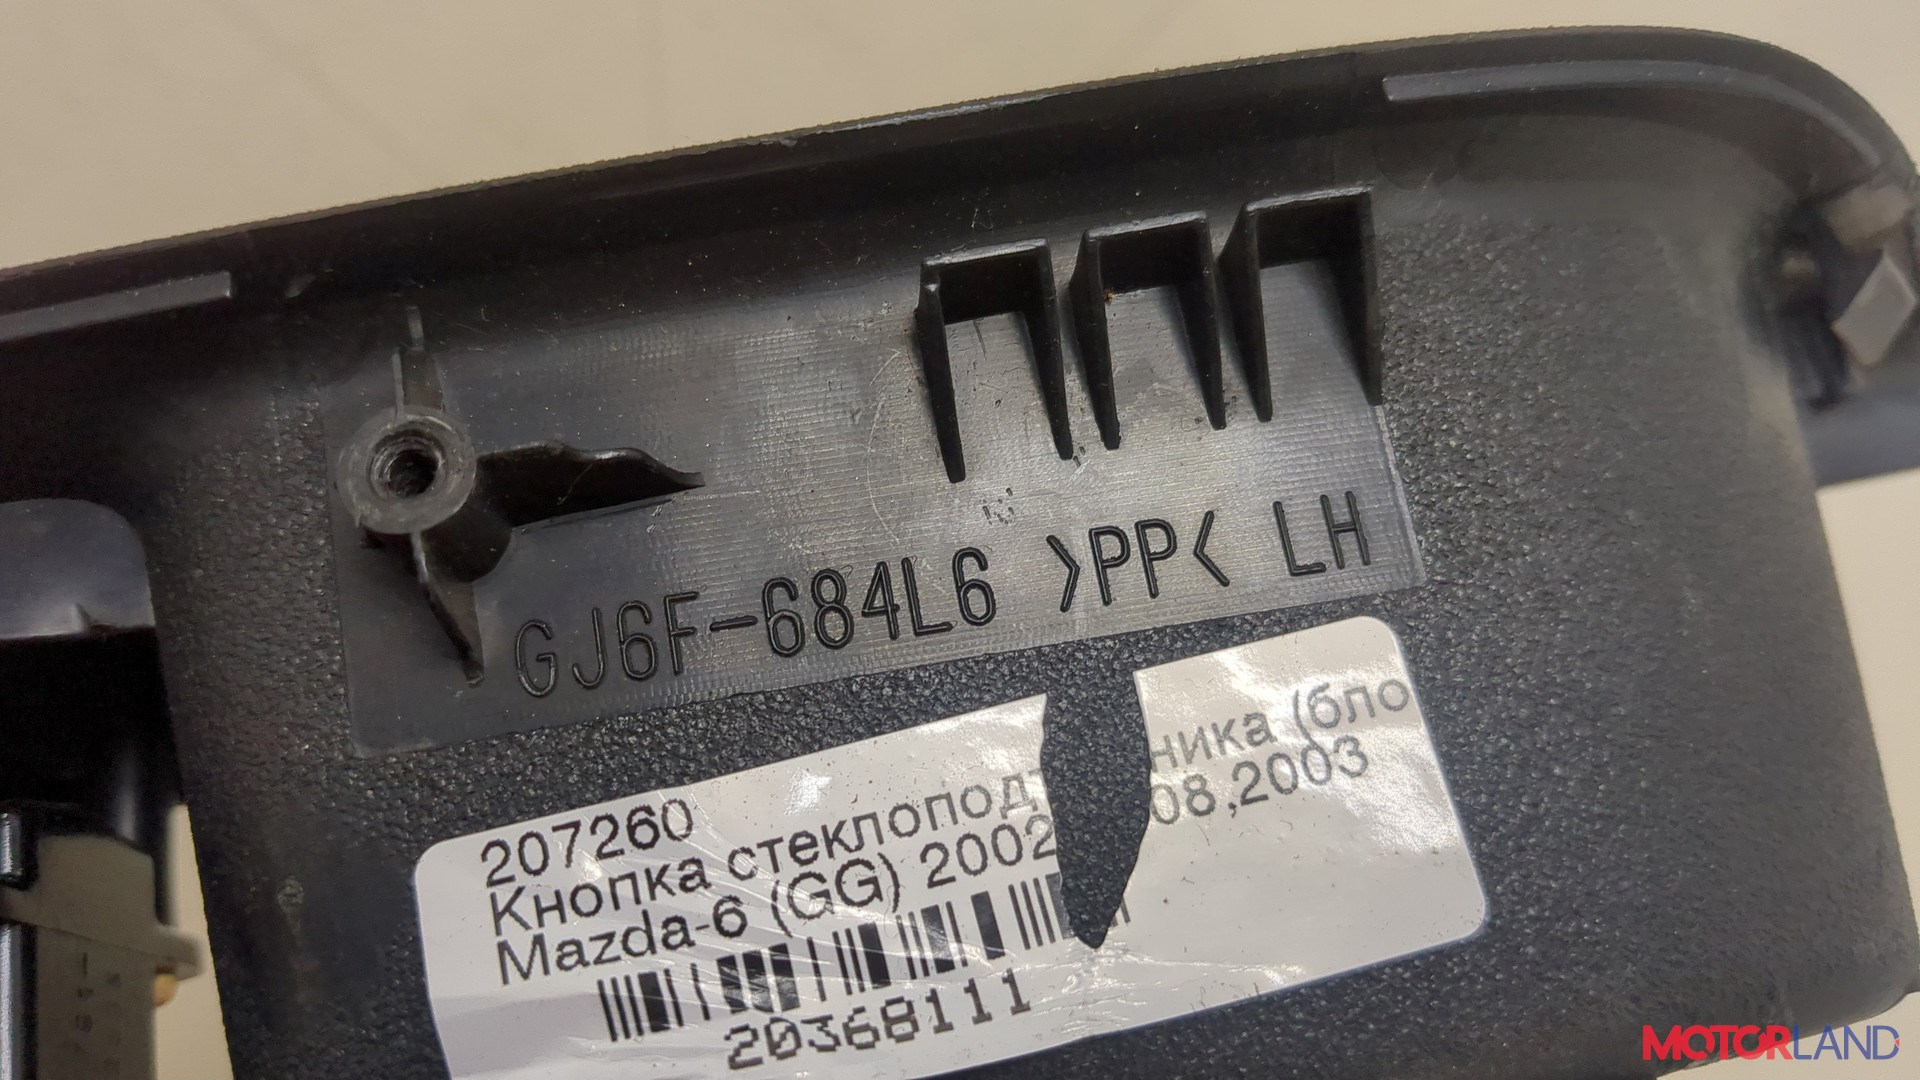 GJ6F-684L6 >PP< LH
207260
Кнопка стеклопод ника (бло
Mazda-6 (GG) 2002 08,2003
20368111
MOTORLAND